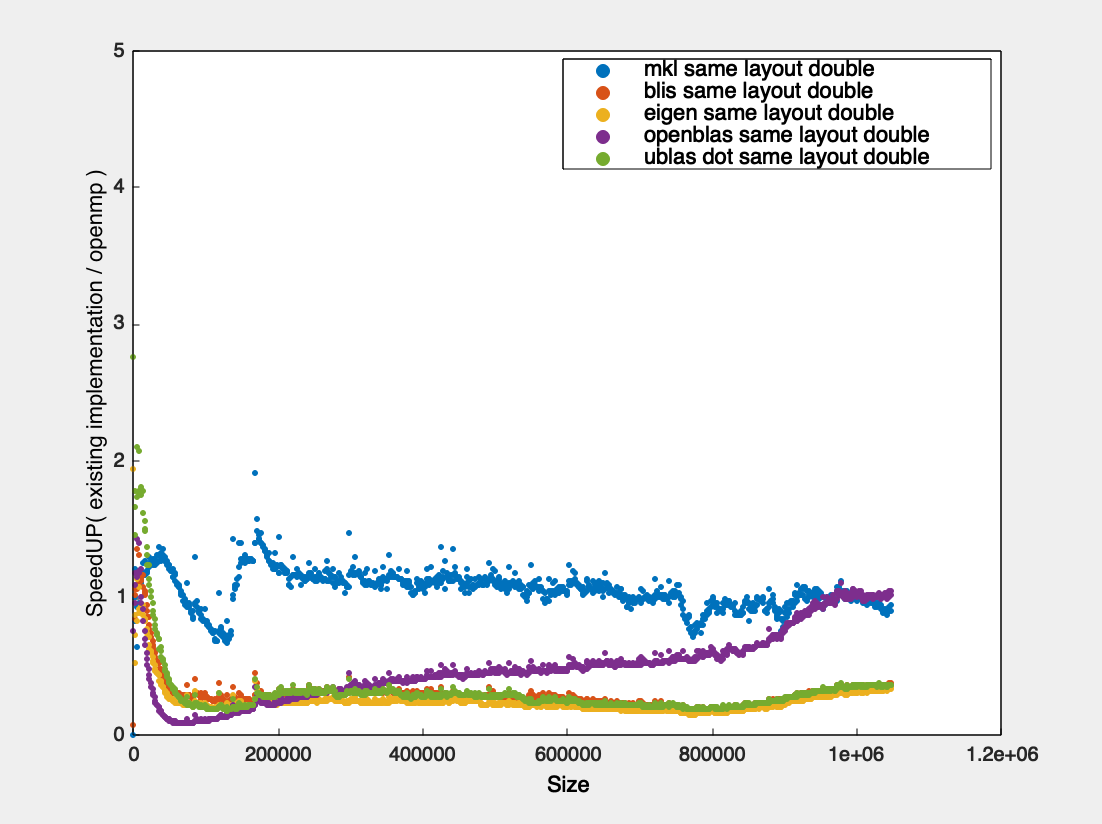 5
4
3
2
1
0
SpeedUP( existing implementation / openmp )
mkl same layout double
blis same layout double
eigen same layout double
openblas same layout double
ublas dot same layout double
0 200000 400000 600000 800000 1e+06 1.2e+06
Size